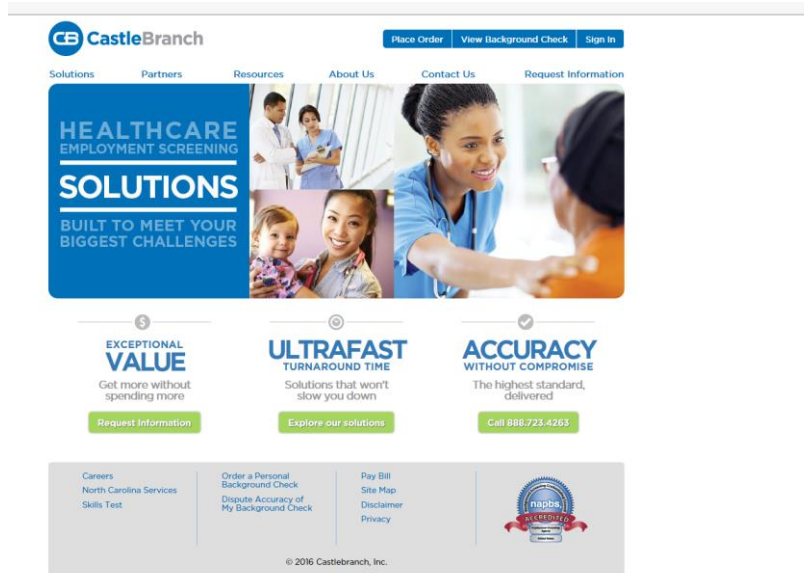 CB CastleBranch
Place Order View Background Check Sign In
Solutions Partners Resources About Us Contact Us Request Information
HEALTHCARE
EMPLOYMENT SCREENING
SOLUTIONS
BUILT TO MEET YOUR
BIGGEST CHALLENGES
$
EXCEPTIONAL
VALUE
Get more without
spending more
Request Information
ULTRAFAST
TURNAROUND TIME
Solutions that won't
slow you down
Explore our solutions
ACCURACY
WITHOUT COMPROMISE
The highest standard,
delivered
Call 888.723.4263
Careers
North Carolina Services
Skills Test
Order a Personal
Background Check
Dispute Accuracy of
My Background Check
Pay Bill
Site Map
Disclaimer
Privacy
napbs
ACCREDITED
© 2016 Castlebranch, Inc.